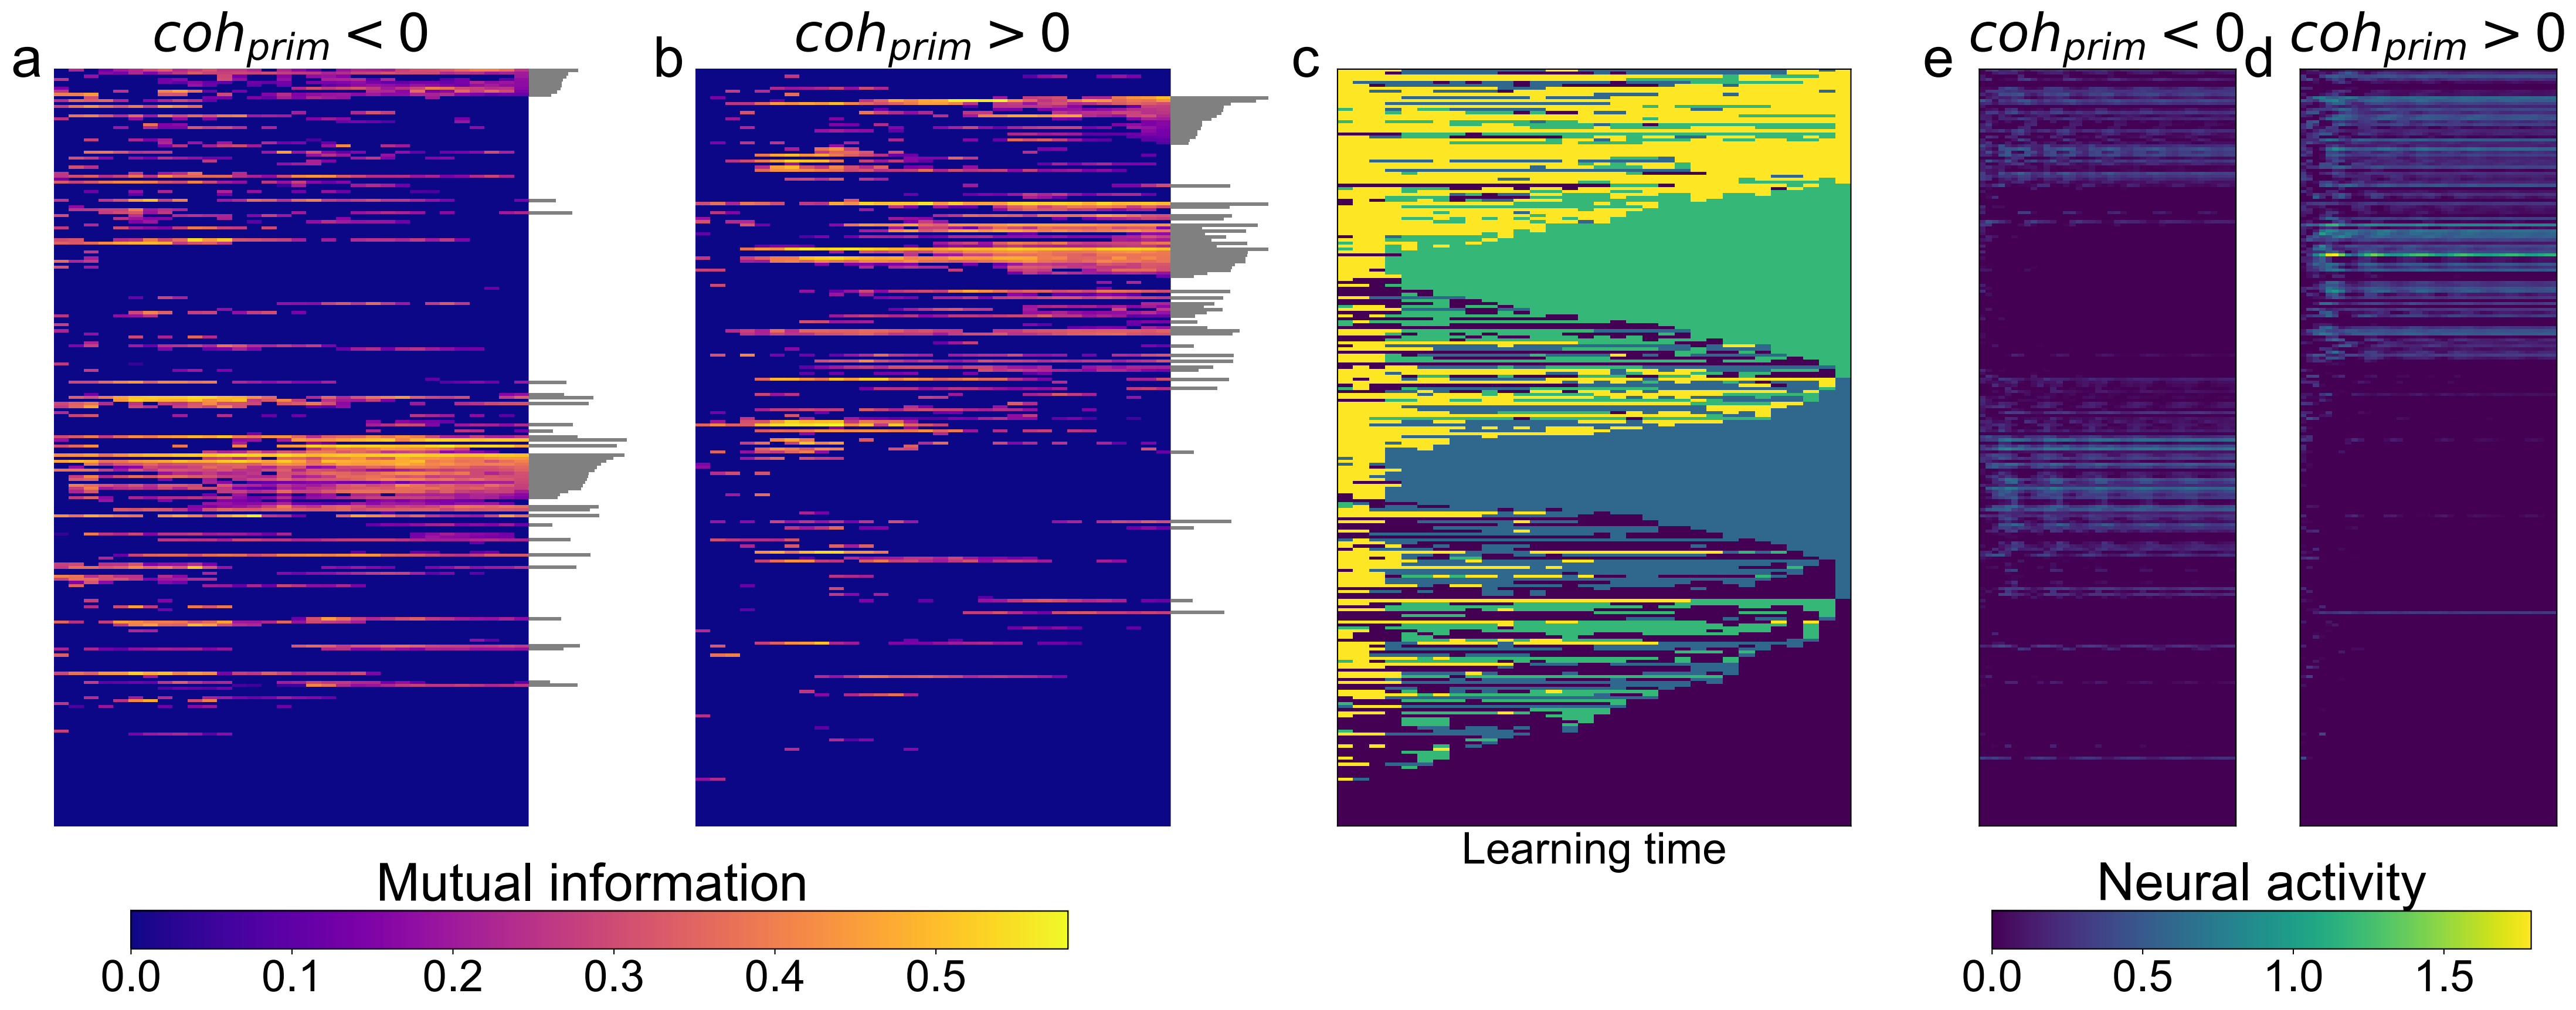 a
coh_prim < 0
b
coh_prim > 0
c
e
coh_prim < 0
d
coh_prim > 0
Learning time
Mutual information
0.0 0.1 0.2 0.3 0.4 0.5
Neural activity
0.0 0.5 1.0 1.5